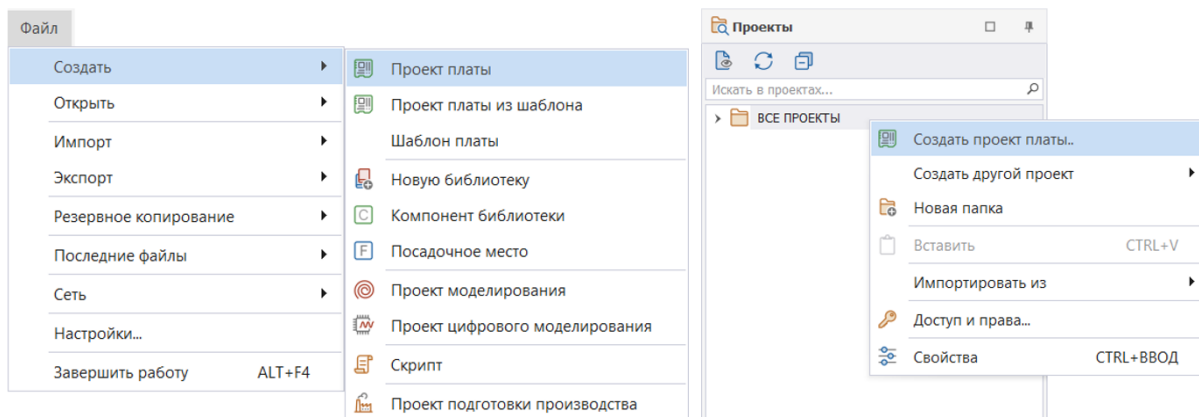 Файл
Создать
Открыть
Импорт
Экспорт
Резервное копирование
Последние файлы
Сеть
Настройки...
Завершить работу ALT+F4
Проект платы
Проект платы из шаблона
Шаблон платы
Новую библиотеку
Компонент библиотеки
Посадочное место
Проект моделирования
Проект цифрового моделирования
Скрипт
Проект подготовки производства
Проекты
Искать в проектах...
ВСЕ ПРОЕКТЫ
Создать проект платы..
Создать другой проект
Новая папка
Вставить CTRL+V
Импортировать из
Доступ и права...
Свойства CTRL+ВВОД